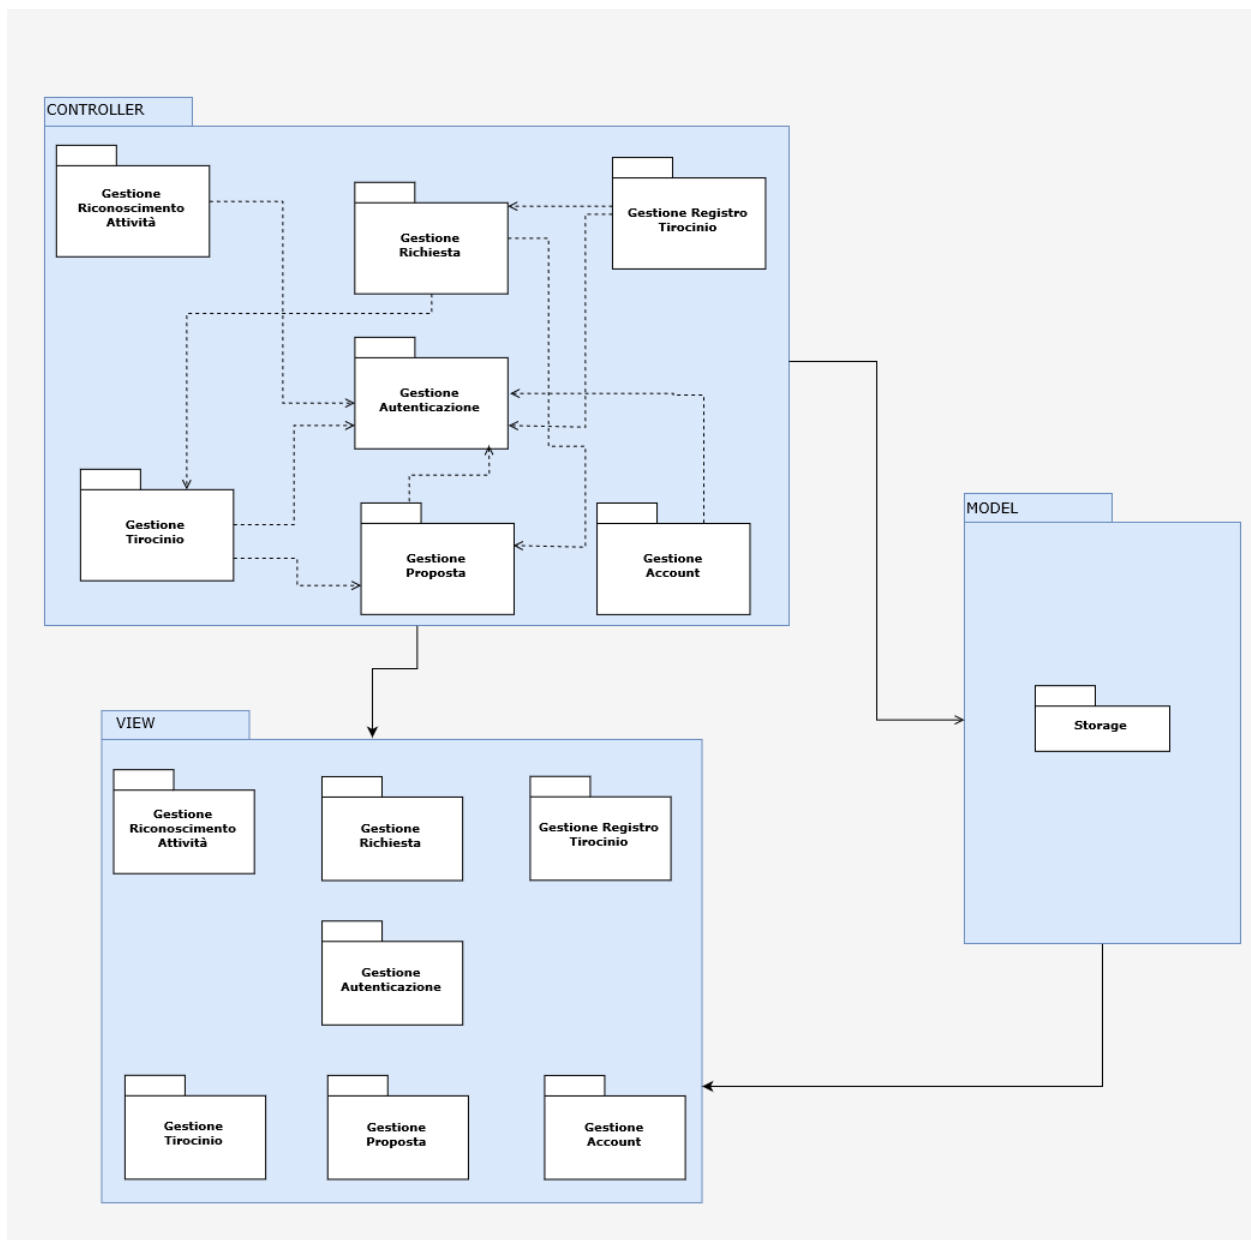 CONTROLLER
Gestione
Riconoscimento
Attività
Gestione
Richiesta
Gestione Registro
Tirocinio
Gestione
Autenticazione
Gestione
Tirocinio
Gestione
Proposta
Gestione
Account
MODEL
Storage
VIEW
Gestione
Riconoscimento
Attività
Gestione
Richiesta
Gestione Registro
Tirocinio
Gestione
Autenticazione
Gestione
Tirocinio
Gestione
Proposta
Gestione
Account